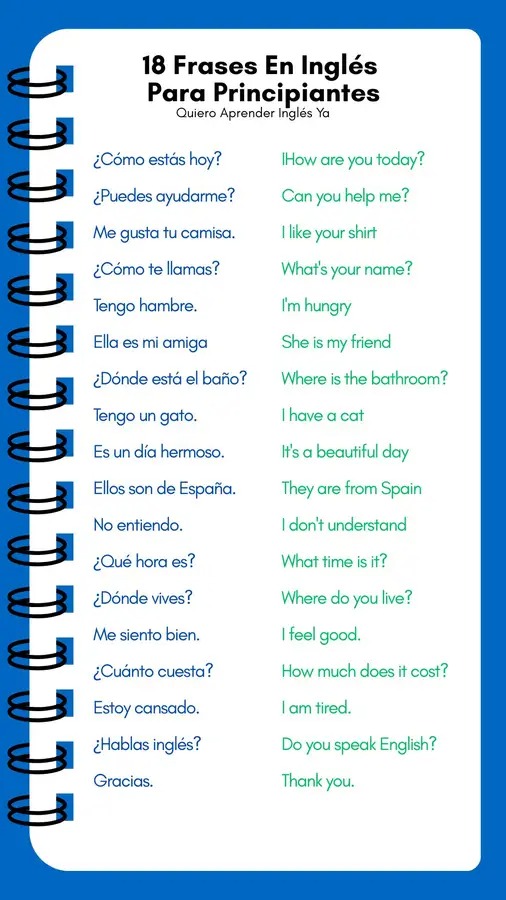 18 Frases En Inglés
Para Principiantes
Quiero Aprender Inglés Ya
¿Cómo estás hoy? IHow are you today?
¿Puedes ayudarme? Can you help me?
Me gusta tu camisa. I like your shirt
¿Cómo te llamas? What's your name?
Tengo hambre. I'm hungry
Ella es mi amiga She is my friend
¿Dónde está el baño? Where is the bathroom?
Tengo un gato. I have a cat
Es un día hermoso. It's a beautiful day
Ellos son de España. They are from Spain
No entiendo. I don't understand
¿Qué hora es? What time is it?
¿Dónde vives? Where do you live?
Me siento bien. I feel good.
¿Cuánto cuesta? How much does it cost?
Estoy cansado. I am tired.
¿Hablas inglés? Do you speak English?
Gracias. Thank you.